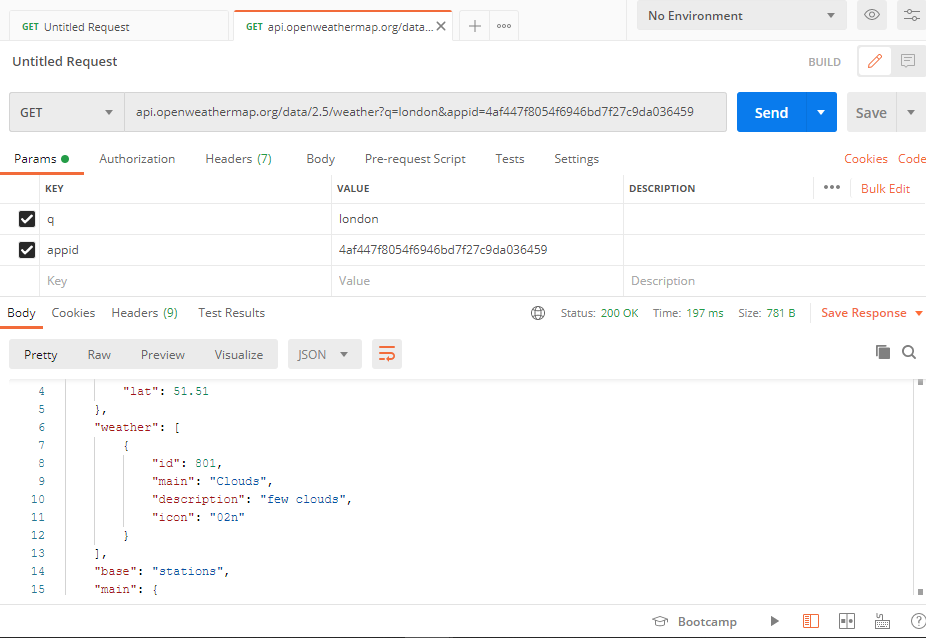 GET Untitled Request GET api.openweathermap.org/data... No Environment
Untitled Request BUILD
GET api.openweathermap.org/data/2.5/weather?q=london&appid=4af447f8054f6946bd7f27c9da036459 Send Save
Params Authorization Headers (7) Body Pre-request Script Tests Settings Cookies Code
KEY VALUE DESCRIPTION Bulk Edit
q london
appid 4af447f8054f6946bd7f27c9da036459
Key Value Description
Body Cookies Headers (9) Test Results Status: 200 OK Time: 197 ms Size: 781 B Save Response
Pretty Raw Preview Visualize JSON
4 "lat": 51.51
5 },
6 "weather": [
7 {
8 "id": 801,
9 "main": "Clouds",
10 "description": "few clouds",
11 "icon": "02n"
12 }
13 ],
14 "base": "stations",
15 "main": {
Bootcamp